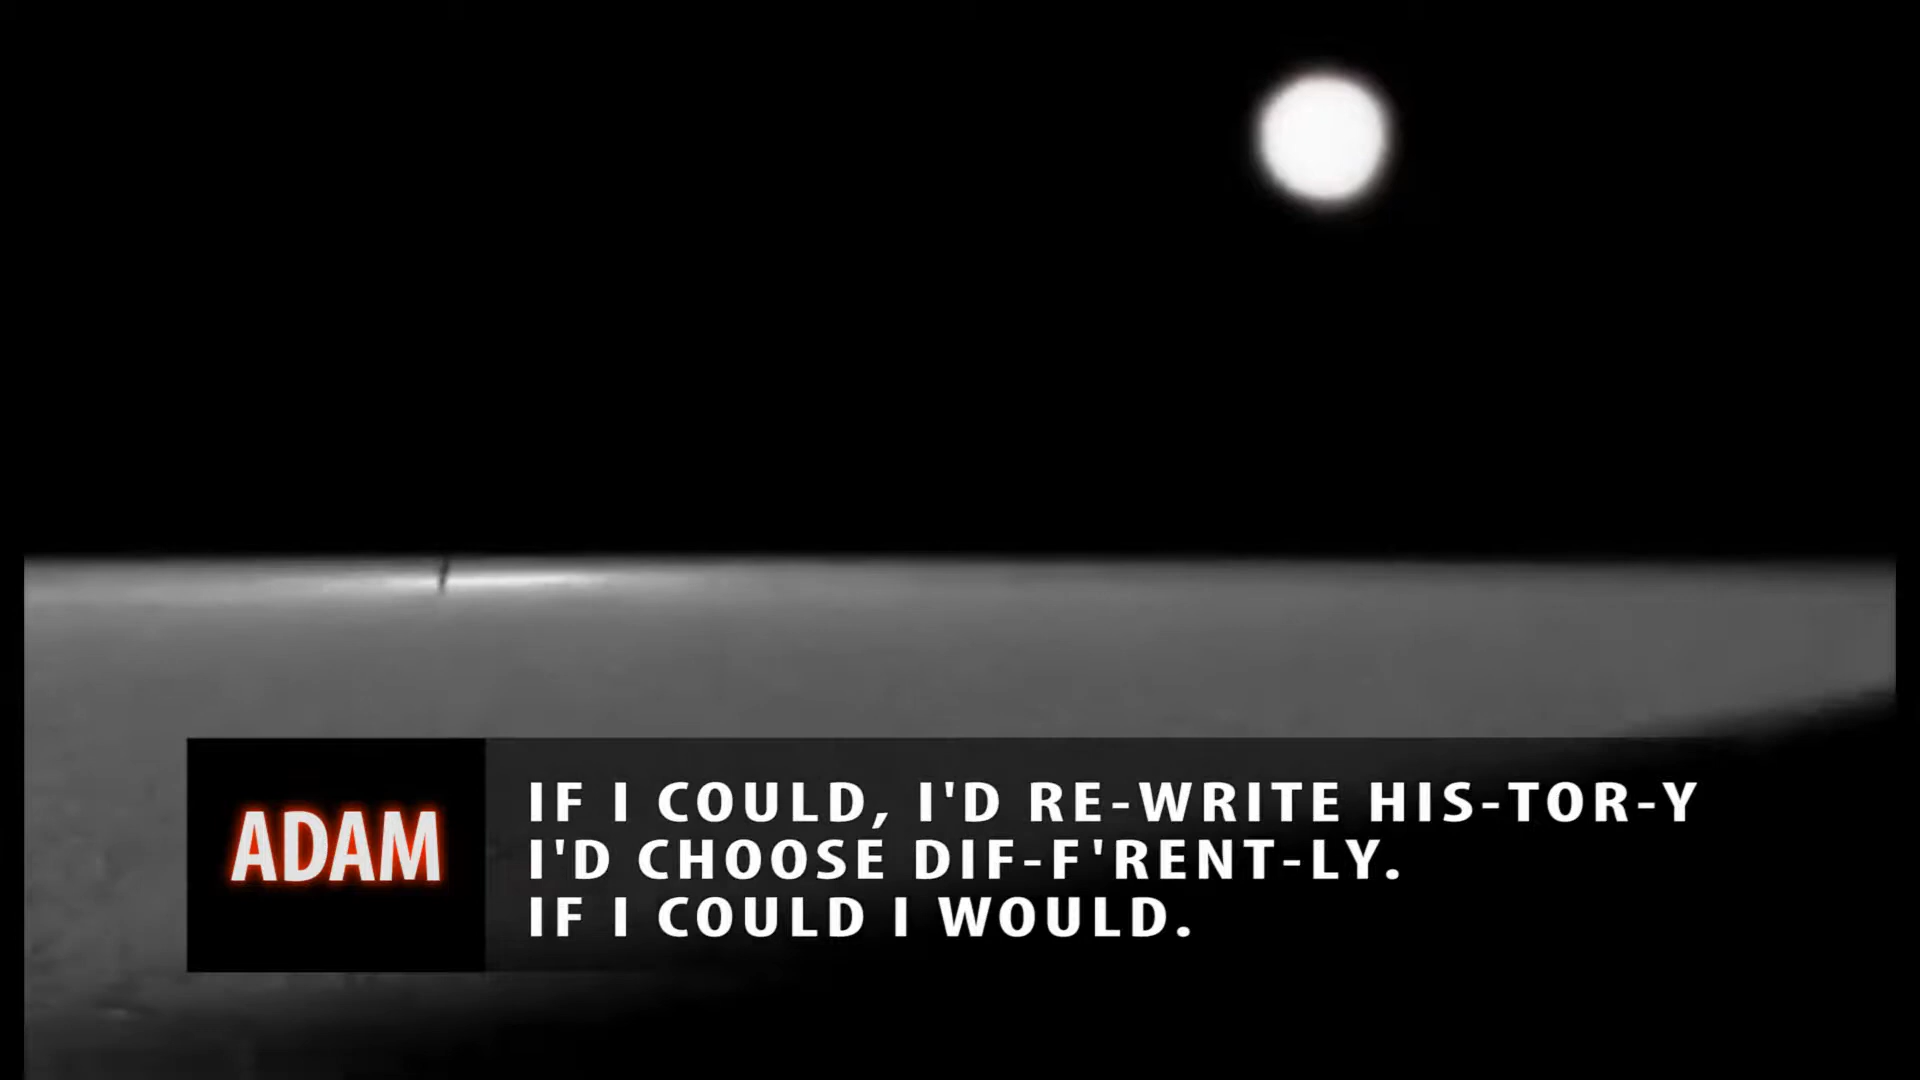 ADAM
IF I COULD, I'D RE-WRITE HIS-TOR-Y
I'D CHOOSE DIF-F'RENT-LY.
IF I COULD I WOULD.